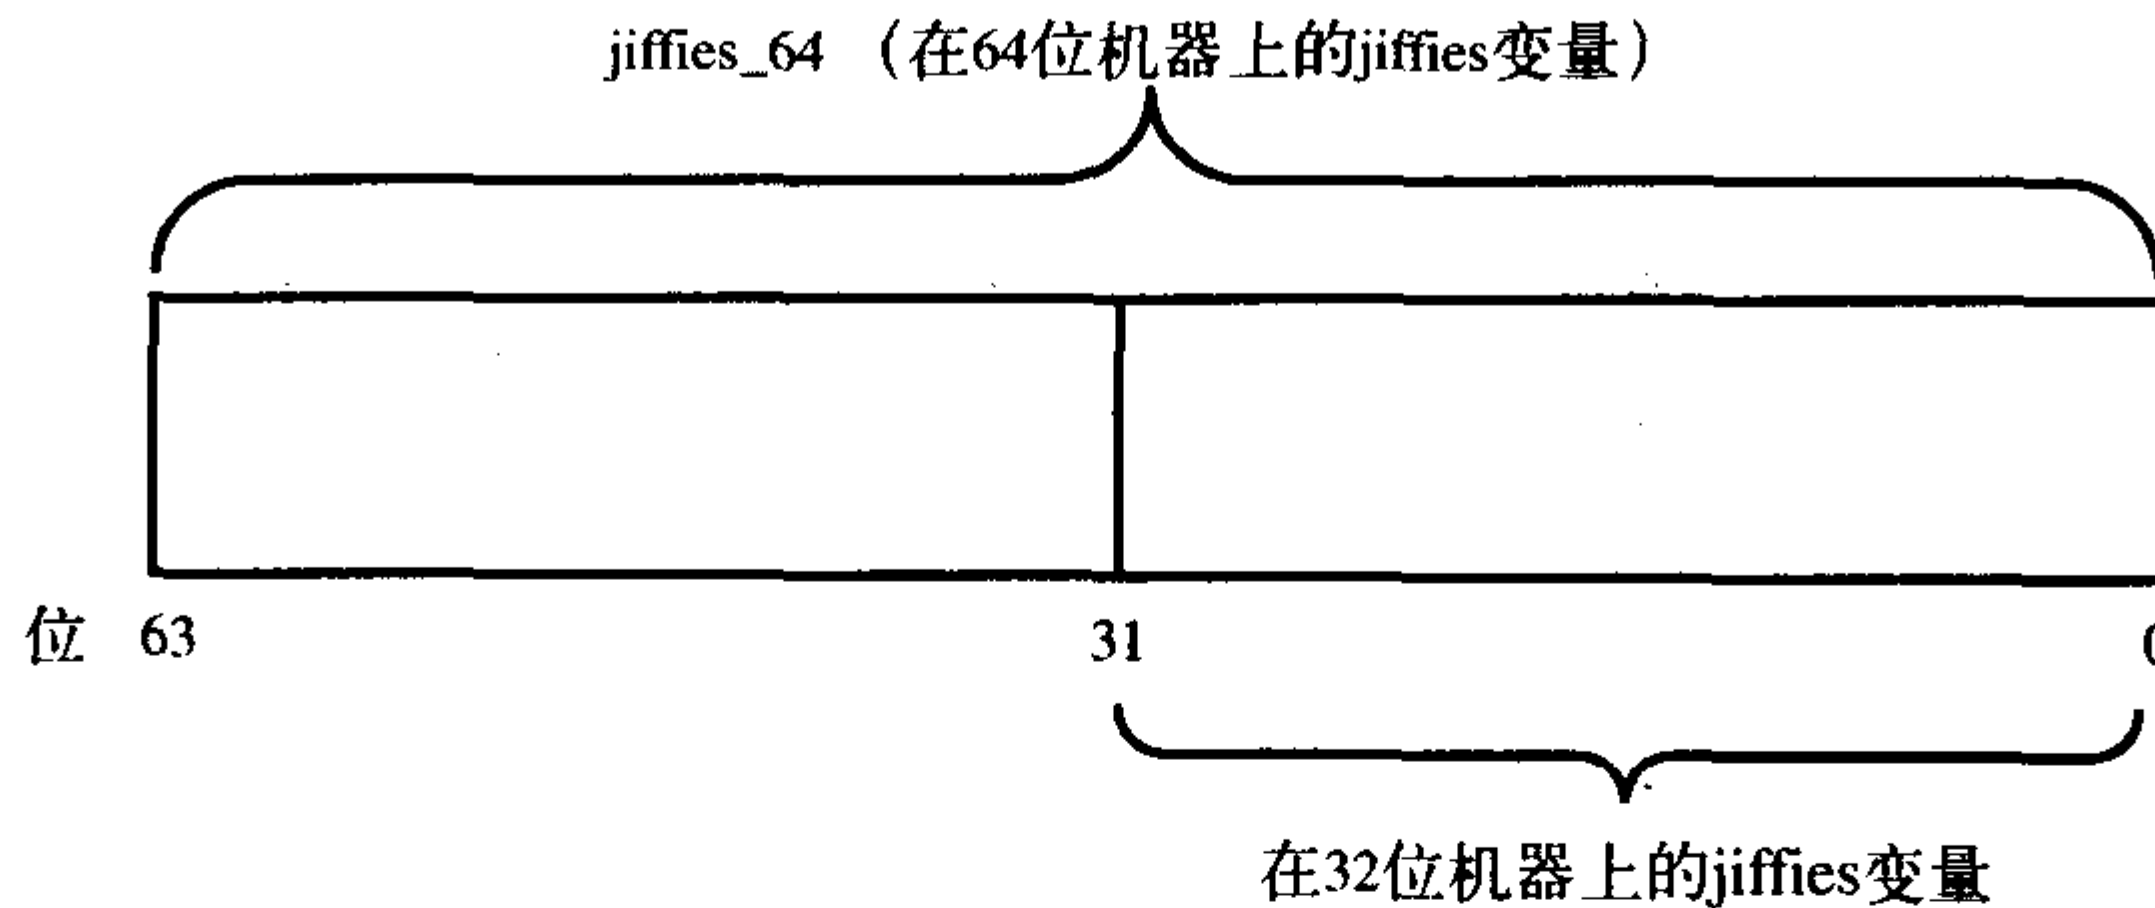 jiffies_64 （在64位机器上的jiffies变量）
位 63 31 0
在32位机器上的jiffies变量